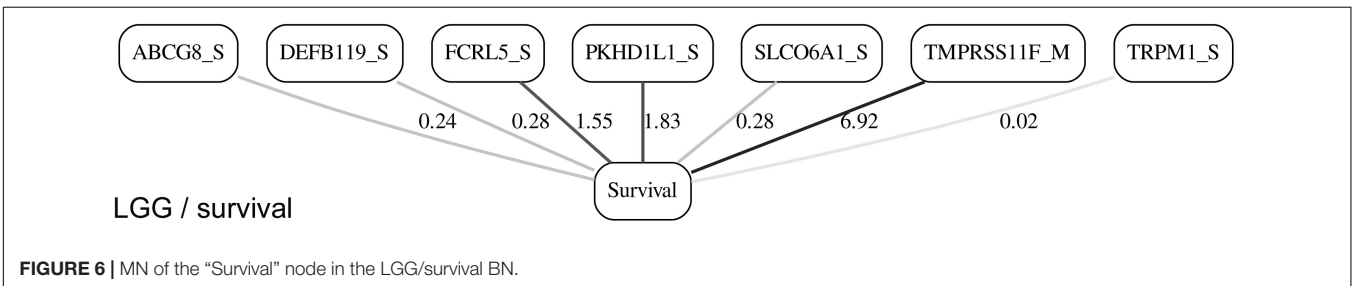 ABCG8_S DEFB119_S FCRL5_S PKHD1L1_S SLCO6A1_S TMPRSS11F_M TRPM1_S
0.24 0.28 1.55 1.83 0.28 6.92 0.02
Survival
LGG / survival
FIGURE 6 | MN of the “Survival” node in the LGG/survival BN.